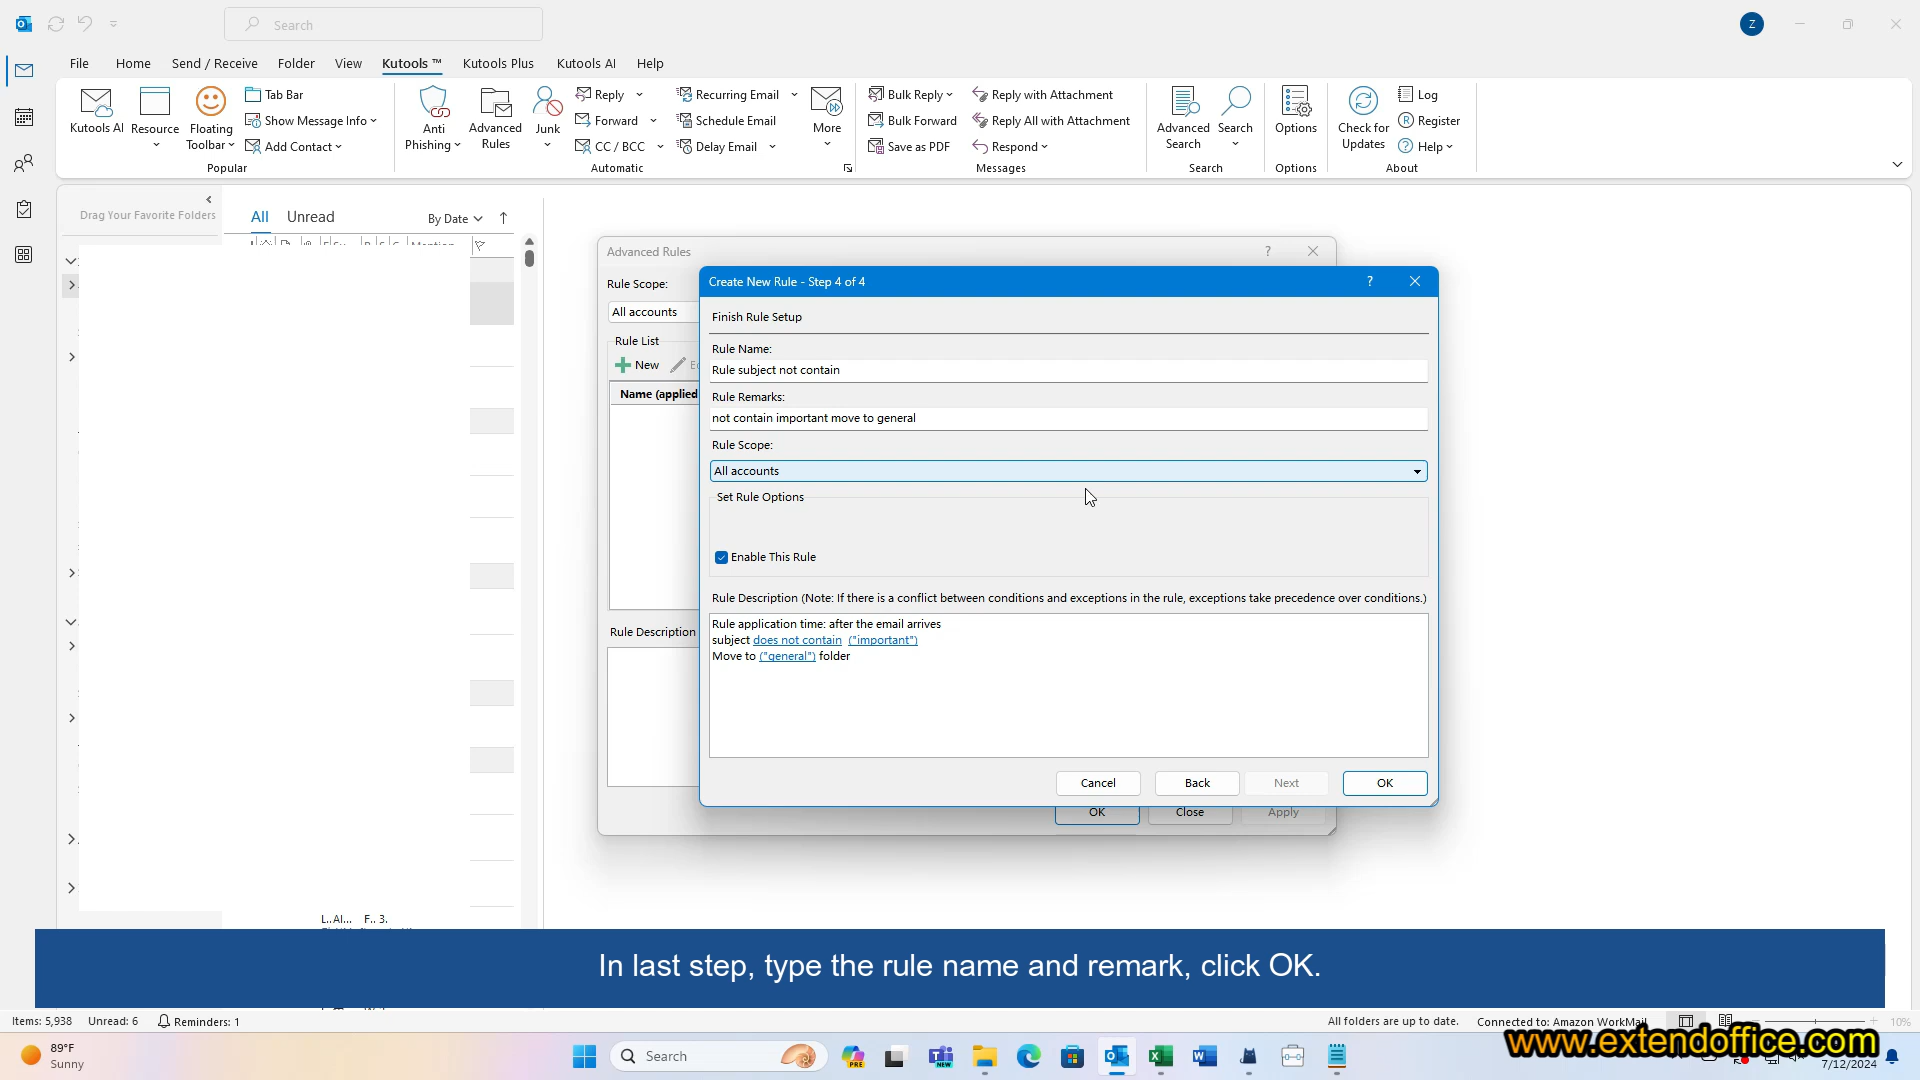 Search
Z
File Home Send / Receive Folder View Kutools ™ Kutools Plus Kutools AI Help
Kutools AI
Resource
Floating Toolbar
Tab Bar
Show Message Info
Add Contact
Popular
Anti Phishing
Advanced Rules
Junk
Reply
Forward
CC / BCC
Recurring Email
Schedule Email
Delay Email
More
Automatic
Bulk Reply
Bulk Forward
Save as PDF
Reply with Attachment
Reply All with Attachment
Respond
Messages
Advanced Search
Search
Search
Options
Options
Check for Updates
Log
Register
Help
About
Drag Your Favorite Folders
All Unread By Date
Advanced Rules
?
Rule Scope:
All accounts
Rule List
New
Name (applied
Rule Description
OK Close Apply
Create New Rule - Step 4 of 4
?
Finish Rule Setup
Rule Name:
Rule subject not contain
Rule Remarks:
not contain important move to general
Rule Scope:
All accounts
Set Rule Options
Enable This Rule
Rule Description (Note: If there is a conflict between conditions and exceptions in the rule, exceptions take precedence over conditions.)
Rule application time: after the email arrives
subject does not contain ("important")
Move to ("general") folder
Cancel Back Next OK
L.. Al... F.. 3.
In last step, type the rule name and remark, click OK.
Items: 5,938 Unread: 6 Reminders: 1
All folders are up to date. Connected to: Amazon WorkMail 10%
89°F
Sunny
Search
www.extendoffice.com
7/12/2024